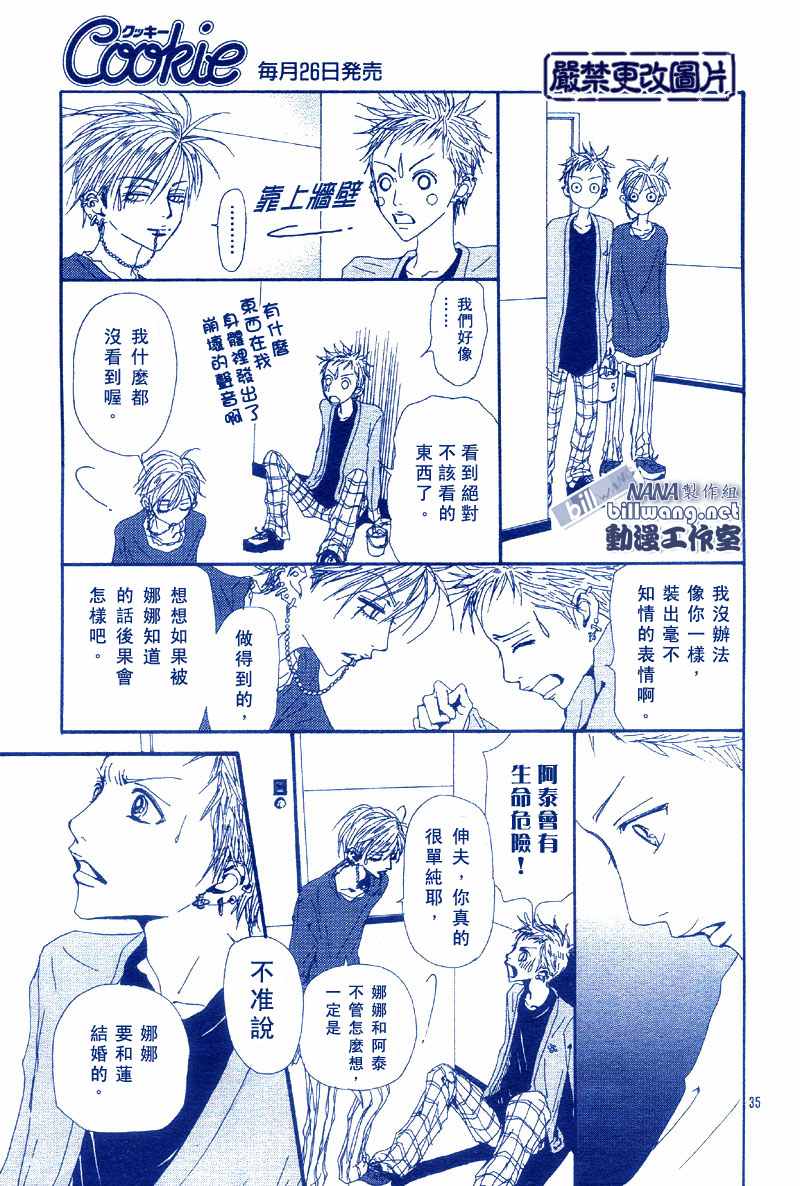 クッキー
Cookie
毎月26日発売
嚴禁更改圖片
靠上牆壁
………
我們好像
……
看到絕對
不該看的
東西了。
有什麼
東西在我
身體裡發出了
崩壞的聲音啊
我什麼都
沒看到喔。
bill wang
NANA製作組
billwang.net
動漫工作室
我沒辦法
像你一樣，
裝出毫不
知情的表情啊。
做得到的，
想想如果被
娜娜知道
的話後果會
怎樣吧。
阿泰會有
生命危險！
伸夫，你真的
很單純耶，
娜娜和阿泰
不管怎麼想，
一定是
不准說
娜娜
要和蓮
結婚的。
35